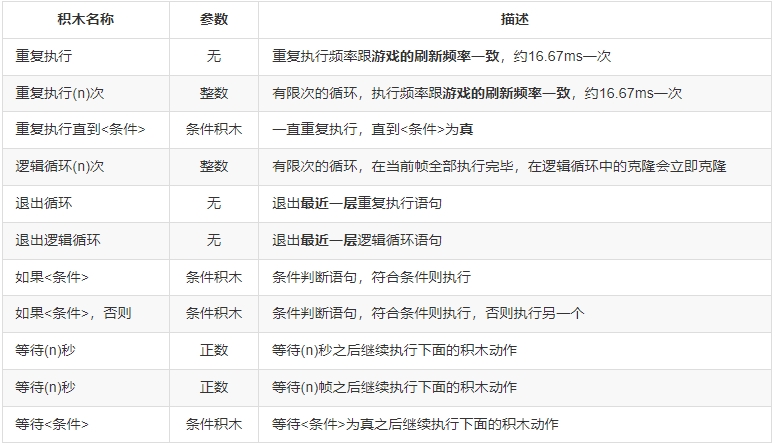 积木名称 参数 描述
重复执行 无 重复执行频率跟游戏的刷新频率一致，约16.67ms一次
重复执行(n)次 整数 有限次的循环，执行频率跟游戏的刷新频率一致，约16.67ms一次
重复执行直到<条件> 条件积木 一直重复执行，直到<条件>为真
逻辑循环(n)次 整数 有限次的循环，在当前帧全部执行完毕，在逻辑循环中的克隆会立即克隆
退出循环 无 退出最近一层重复执行语句
退出逻辑循环 无 退出最近一层逻辑循环语句
如果<条件> 条件积木 条件判断语句，符合条件则执行
如果<条件>，否则 条件积木 条件判断语句，符合条件则执行，否则执行另一个
等待(n)秒 正数 等待(n)秒之后继续执行下面的积木动作
等待(n)秒 正数 等待(n)帧之后继续执行下面的积木动作
等待<条件> 条件积木 等待<条件>为真之后继续执行下面的积木动作